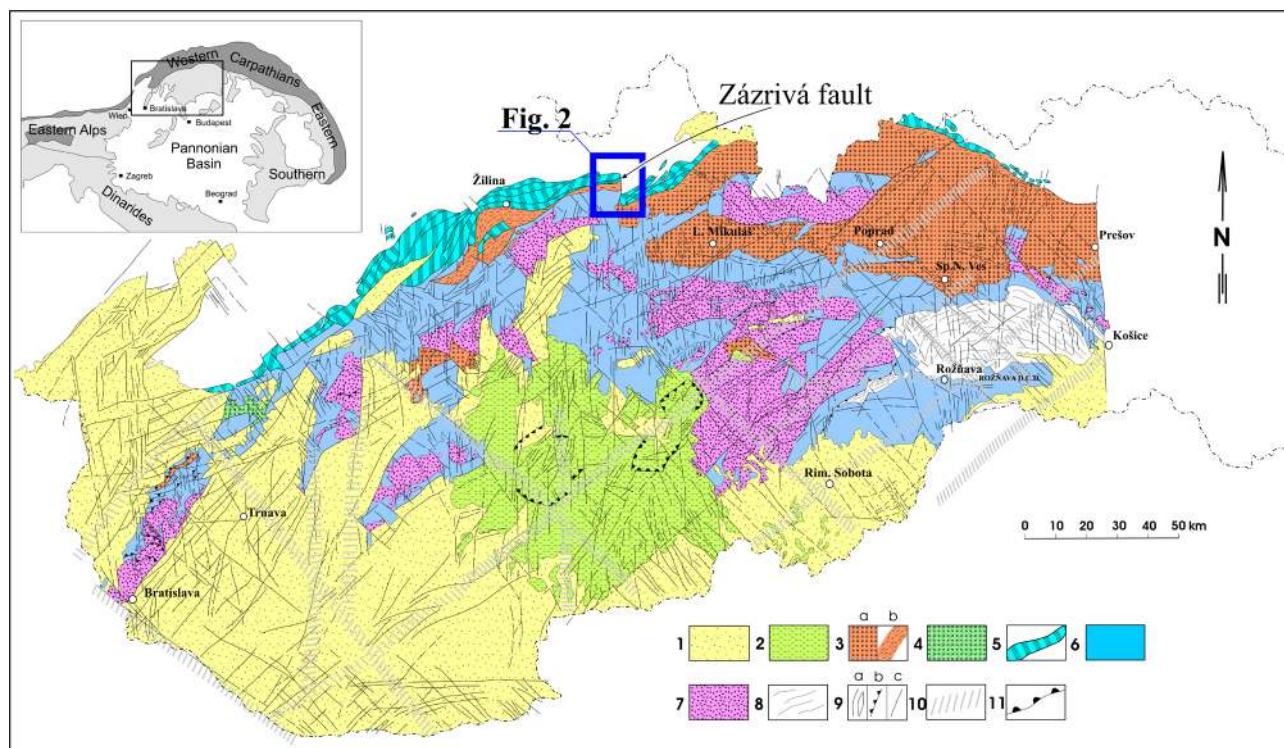 Western
Carpathians
Eastern
Southern
Eastern Alps
Wien
Bratislava
Budapest
Pannonian
Basin
Zagreb
Beograd
Dinarides
Zázrivá fault
Fig. 2
Žilina
L. Mikuláš
Poprad
Prešov
Sp.N. Ves
Košice
Rožňava
ROŽŇAVA D.C.B.
Rim. Sobota
Trnava
Bratislava
N
0 10 20 30 40 50 km
a b
1 2 3 4 5 6
a b c
7 8 9 10 11